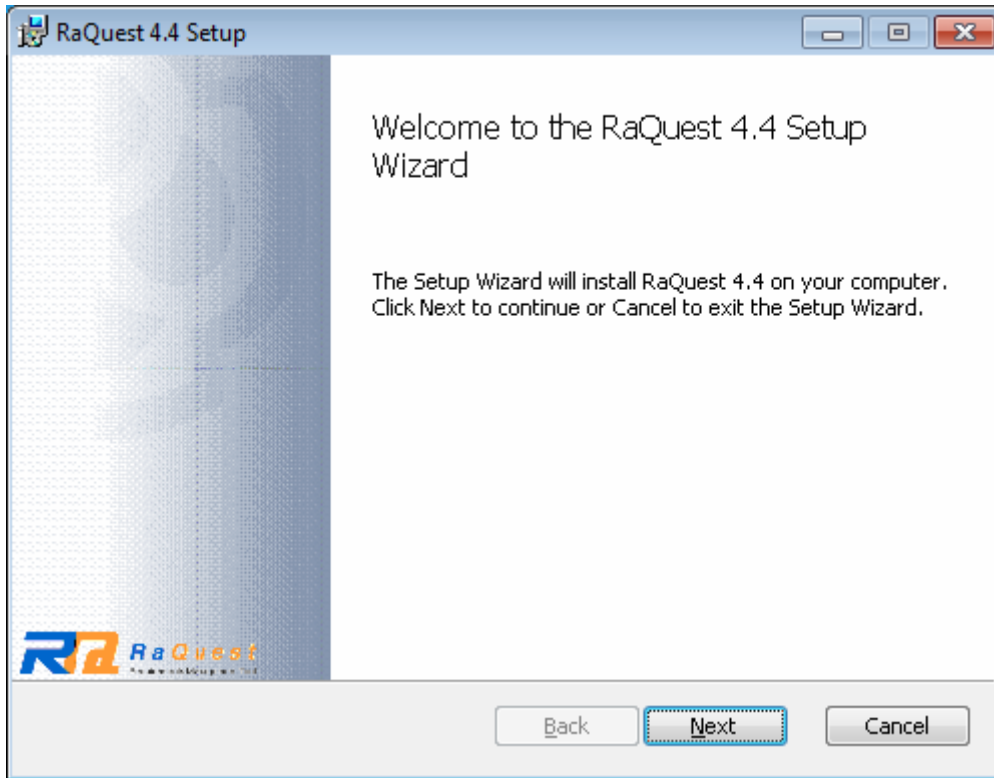 RaQuest 4.4 Setup
Welcome to the RaQuest 4.4 Setup
Wizard
The Setup Wizard will install RaQuest 4.4 on your computer.
Click Next to continue or Cancel to exit the Setup Wizard.
Ra RaQuest
Back
Next
Cancel